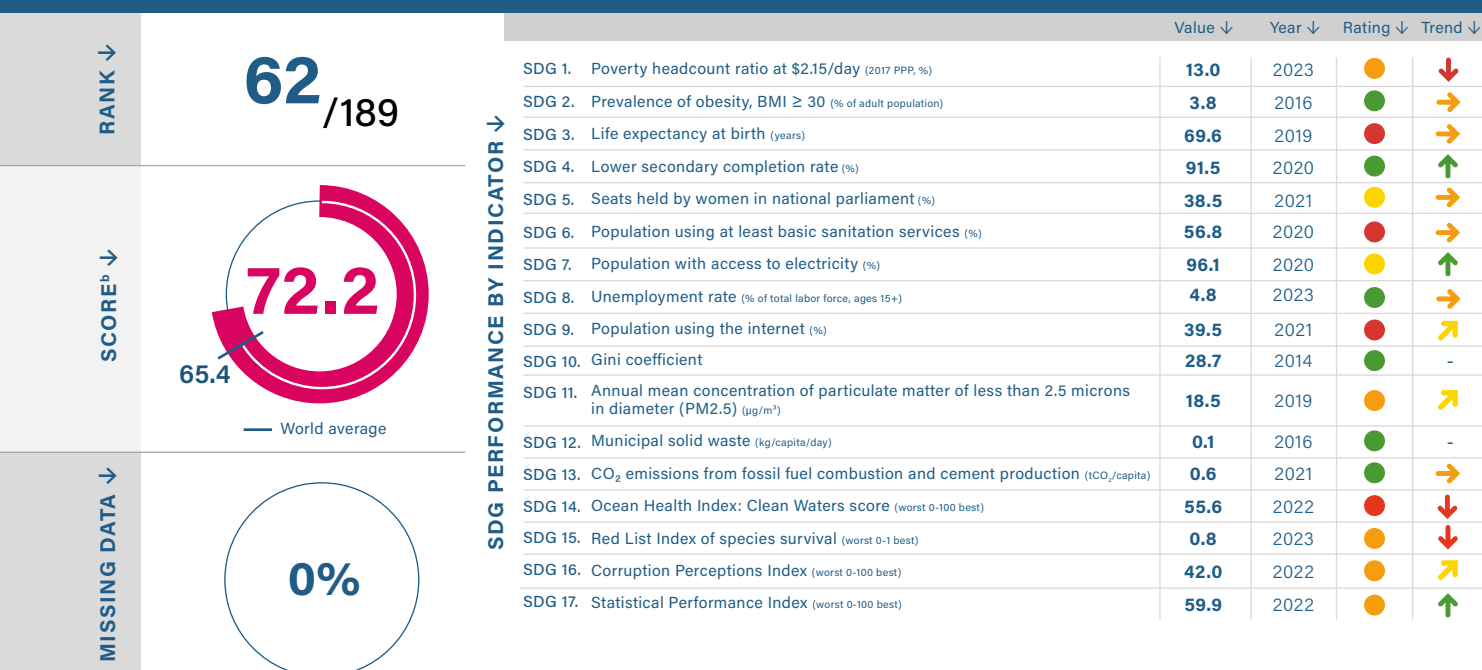 RANK →
62/189
SCOREᵇ →
72.2
65.4
World average
MISSING DATA →
0%
SDG PERFORMANCE BY INDICATOR →
Value ↓ Year ↓ Rating ↓ Trend ↓
SDG 1. Poverty headcount ratio at $2.15/day (2017 PPP, %) 13.0 2023 ↓
SDG 2. Prevalence of obesity, BMI ≥ 30 (% of adult population) 3.8 2016 →
SDG 3. Life expectancy at birth (years) 69.6 2019 →
SDG 4. Lower secondary completion rate (%) 91.5 2020 ↑
SDG 5. Seats held by women in national parliament (%) 38.5 2021 →
SDG 6. Population using at least basic sanitation services (%) 56.8 2020 →
SDG 7. Population with access to electricity (%) 96.1 2020 ↑
SDG 8. Unemployment rate (% of total labor force, ages 15+) 4.8 2023 →
SDG 9. Population using the internet (%) 39.5 2021 ↗
SDG 10. Gini coefficient 28.7 2014 -
SDG 11. Annual mean concentration of particulate matter of less than 2.5 microns
in diameter (PM2.5) (μg/m³) 18.5 2019 ↗
SDG 12. Municipal solid waste (kg/capita/day) 0.1 2016 -
SDG 13. CO₂ emissions from fossil fuel combustion and cement production (tCO₂/capita) 0.6 2021 →
SDG 14. Ocean Health Index: Clean Waters score (worst 0-100 best) 55.6 2022 ↓
SDG 15. Red List Index of species survival (worst 0-1 best) 0.8 2023 ↓
SDG 16. Corruption Perceptions Index (worst 0-100 best) 42.0 2022 ↗
SDG 17. Statistical Performance Index (worst 0-100 best) 59.9 2022 ↑